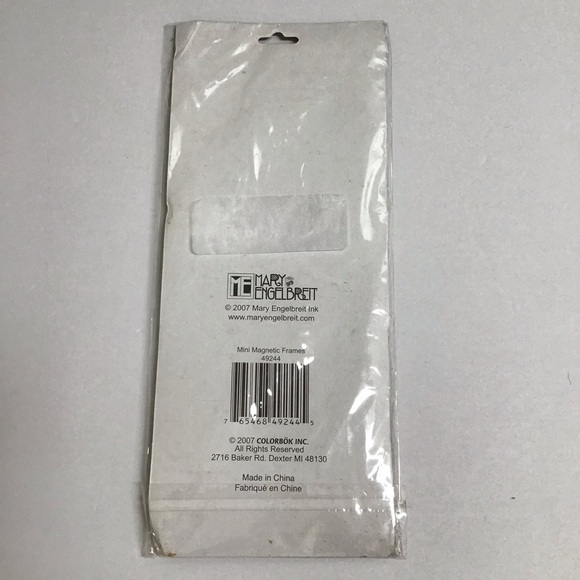 ME MARY
ENGELBREIT
© 2007 Mary Engelbreit Ink
www.maryengelbreit.com
Mini Magnetic Frames
49244
7 65468 49244 5
© 2007 COLORBÖK INC.
All Rights Reserved
2716 Baker Rd. Dexter MI 48130
Made in China
Fabriqué en Chine